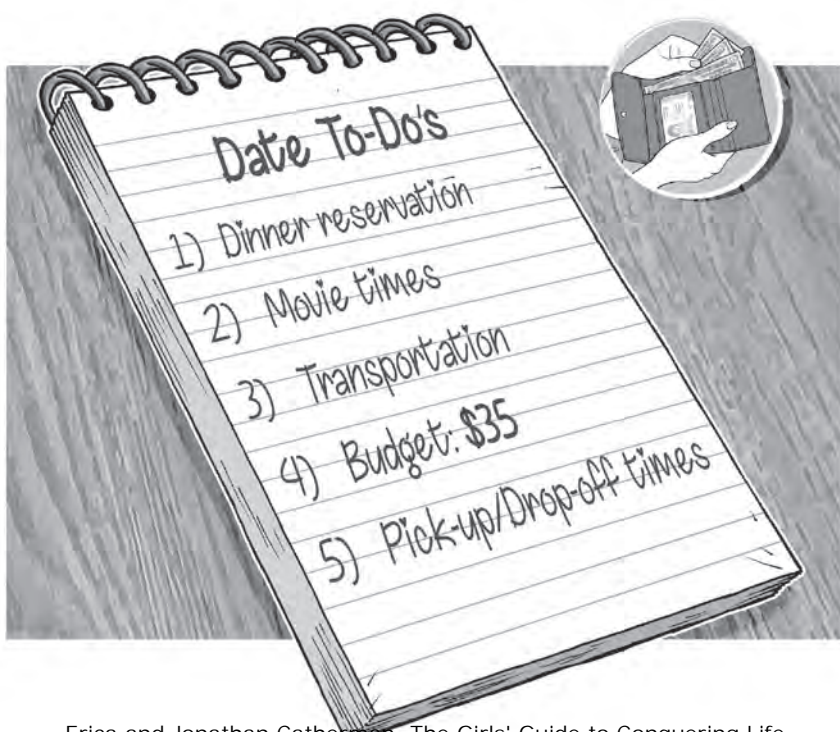 Date To-Do's
1) Dinner reservation
2) Movie times
3) Transportation
4) Budget: $35
5) Pick-up/Drop-off times
Erica and Jonathan Catherman, The Girls' Guide to Conquering Life